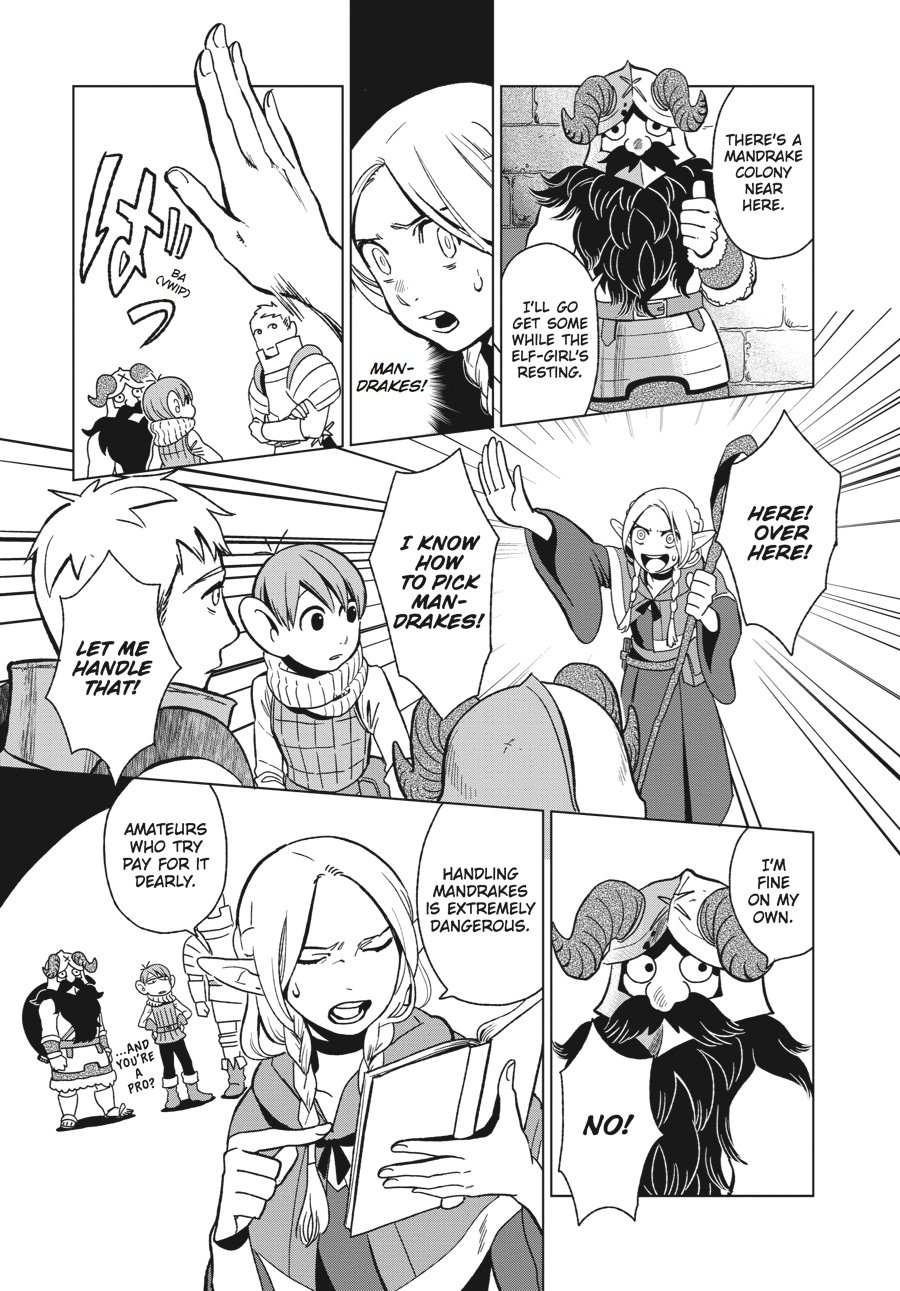 THERE'S A
MANDRAKE
COLONY
NEAR
HERE.
I'LL GO
GET SOME
WHILE THE
ELF-GIRL'S
RESTING.
MAN-
DRAKES!
ばっ
BA
(VWIP)
HERE!
OVER
HERE!
I KNOW
HOW
TO PICK
MAN-
DRAKES!
LET ME
HANDLE
THAT!
I'M
FINE
ON MY
OWN.
NO!
HANDLING
MANDRAKES
IS EXTREMELY
DANGEROUS.
AMATEURS
WHO TRY
PAY FOR IT
DEARLY.
...AND
YOU'RE
A
PRO?